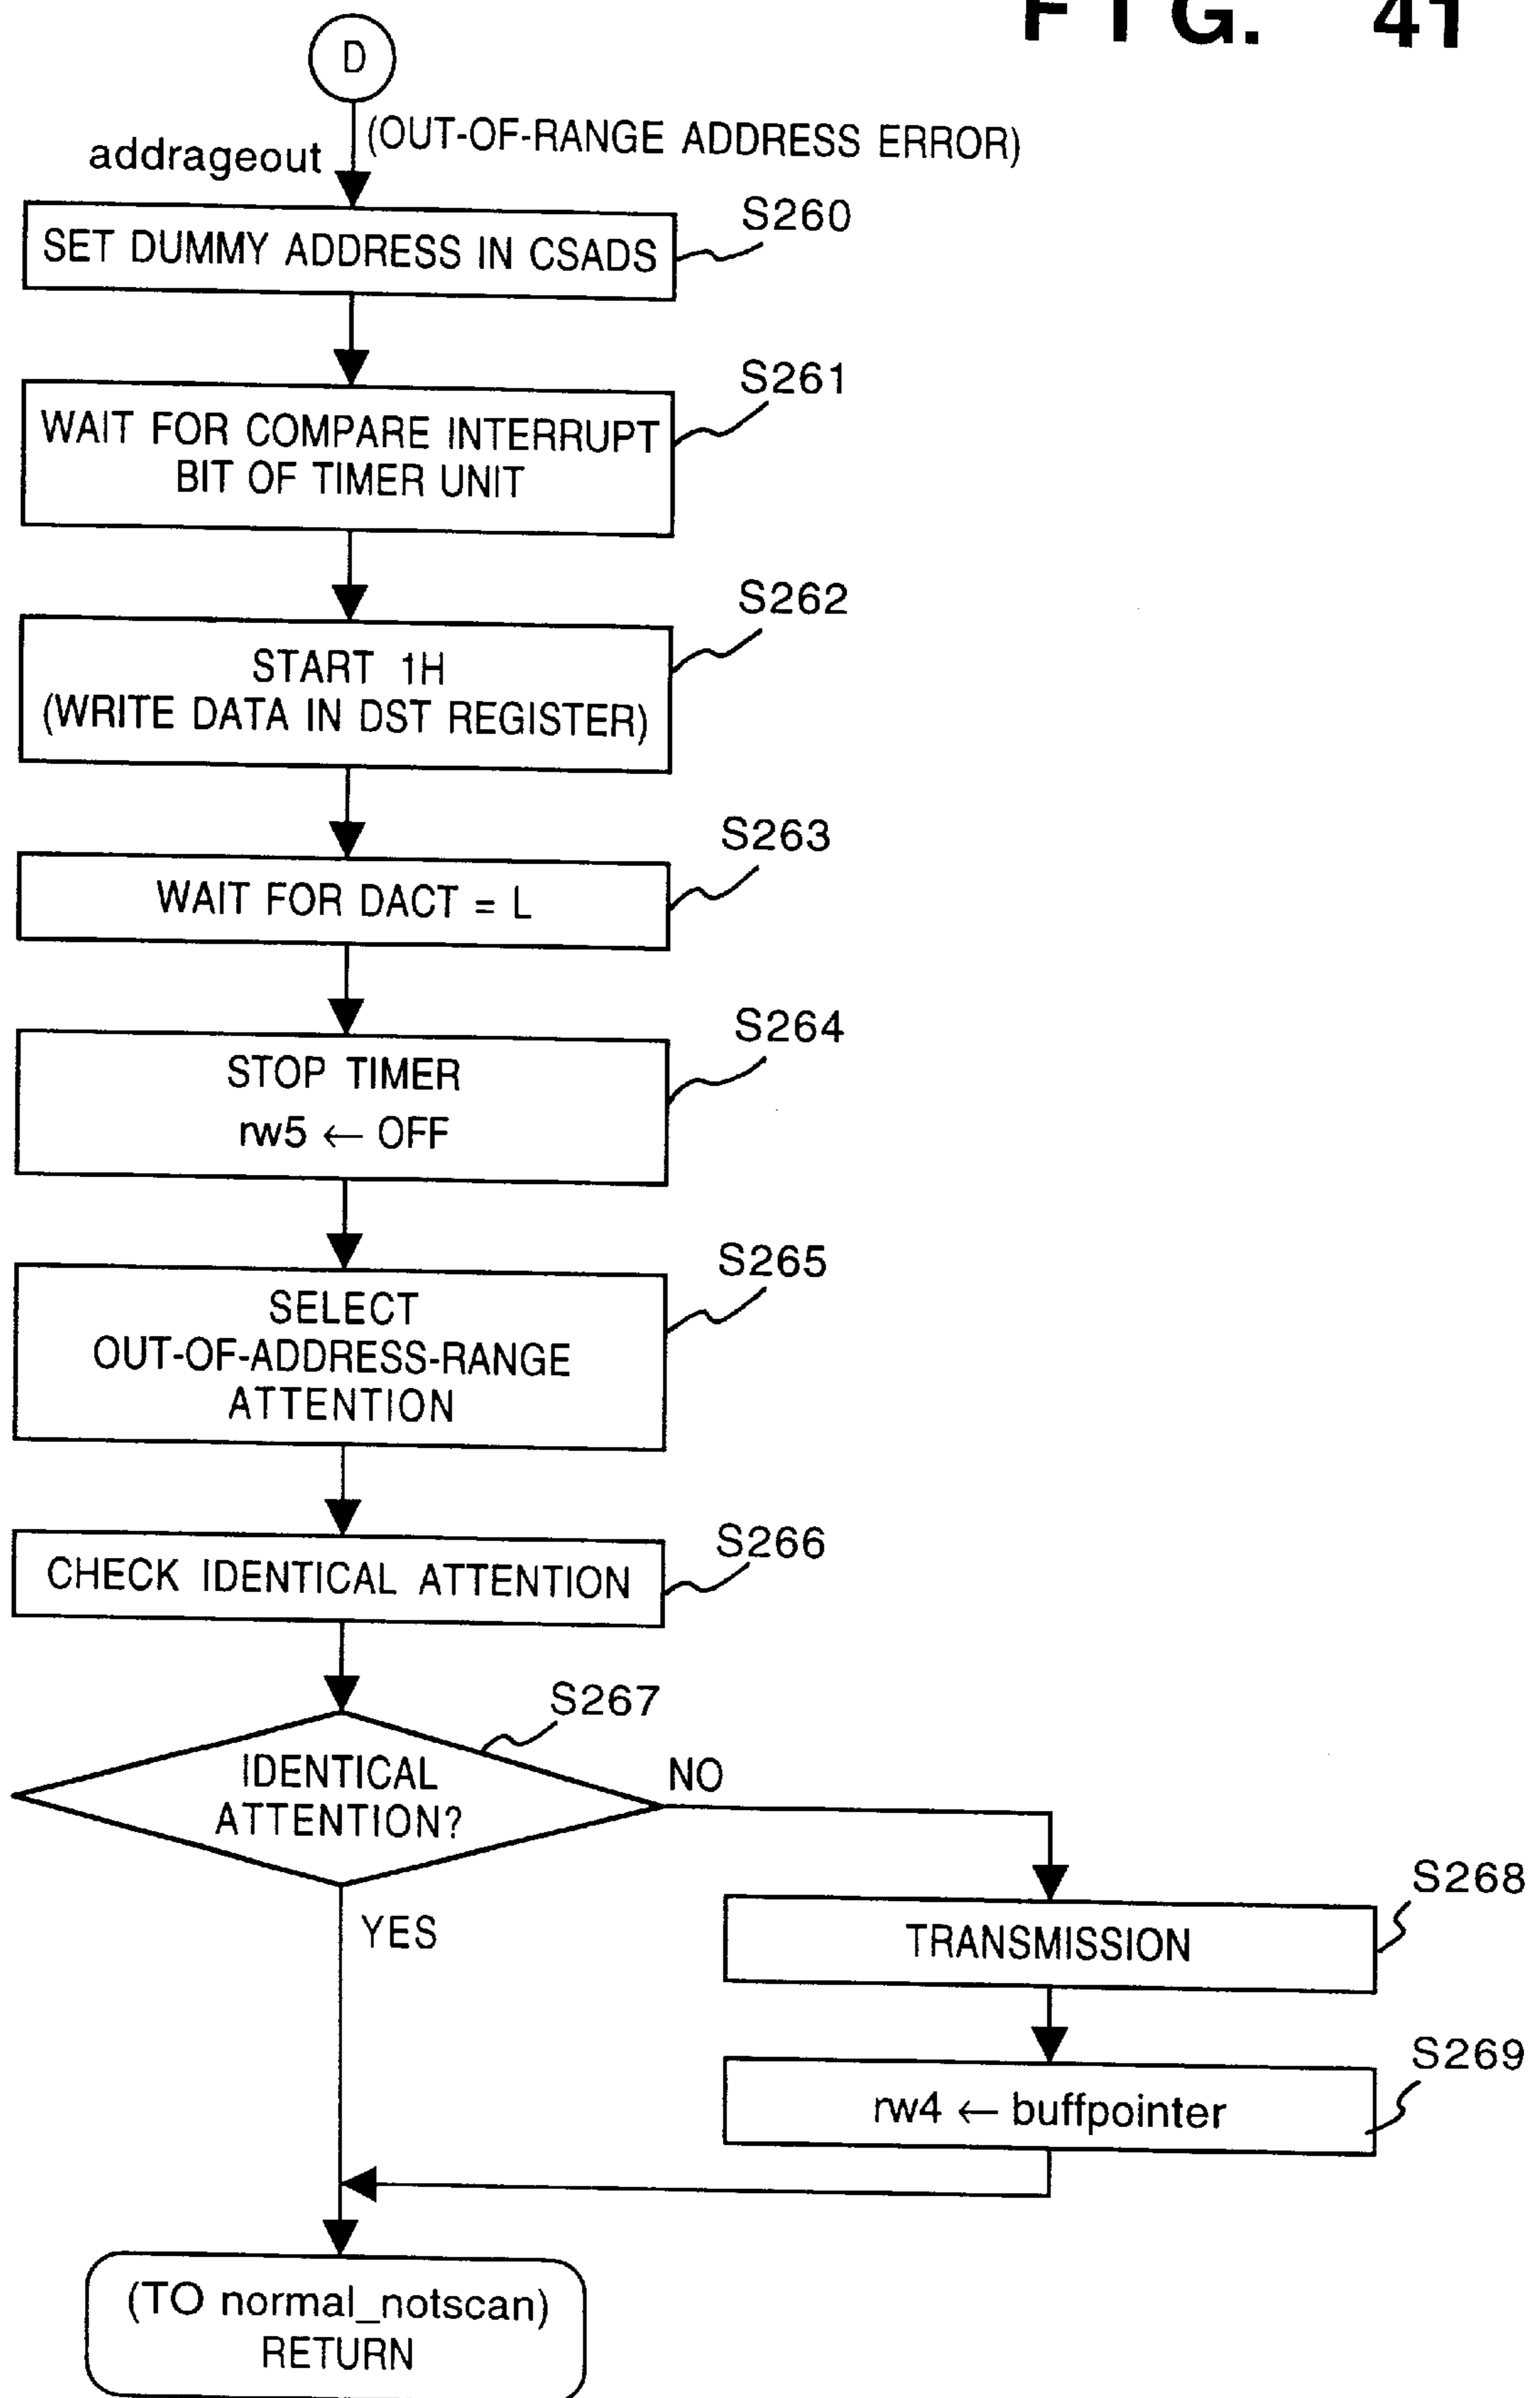 FIG. 41
D
(OUT-OF-RANGE ADDRESS ERROR)
addrageout
S260
SET DUMMY ADDRESS IN CSADS
S261
WAIT FOR COMPARE INTERRUPT
BIT OF TIMER UNIT
S262
START 1H
(WRITE DATA IN DST REGISTER)
S263
WAIT FOR DACT = L
S264
STOP TIMER
rw5 ← OFF
S265
SELECT
OUT-OF-ADDRESS-RANGE
ATTENTION
S266
CHECK IDENTICAL ATTENTION
S267
IDENTICAL
ATTENTION?
NO
YES
S268
TRANSMISSION
S269
rw4 ← buffpointer
(TO normal_notscan)
RETURN